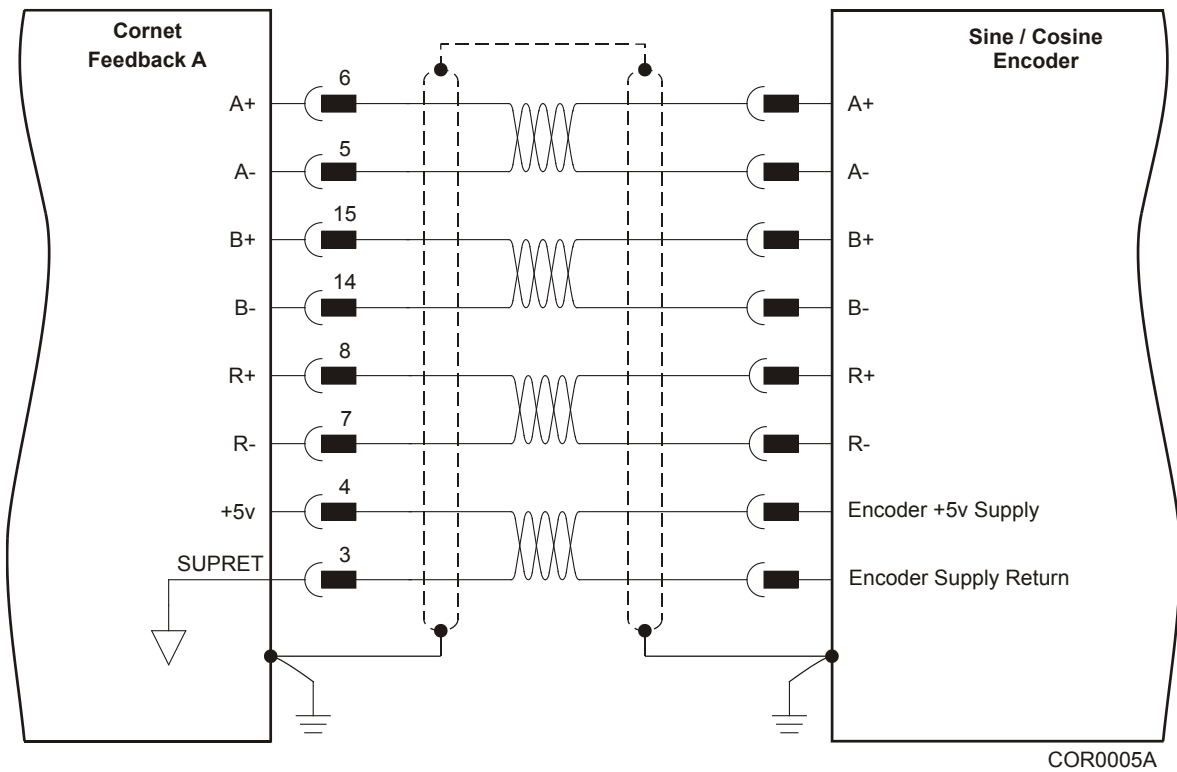 Cornet
Feedback A
Sine / Cosine
Encoder
A+ 6 A+
A- 5 A-
B+ 15 B+
B- 14 B-
R+ 8 R+
R- 7 R-
+5v 4 Encoder +5v Supply
SUPRET 3 Encoder Supply Return
COR0005A